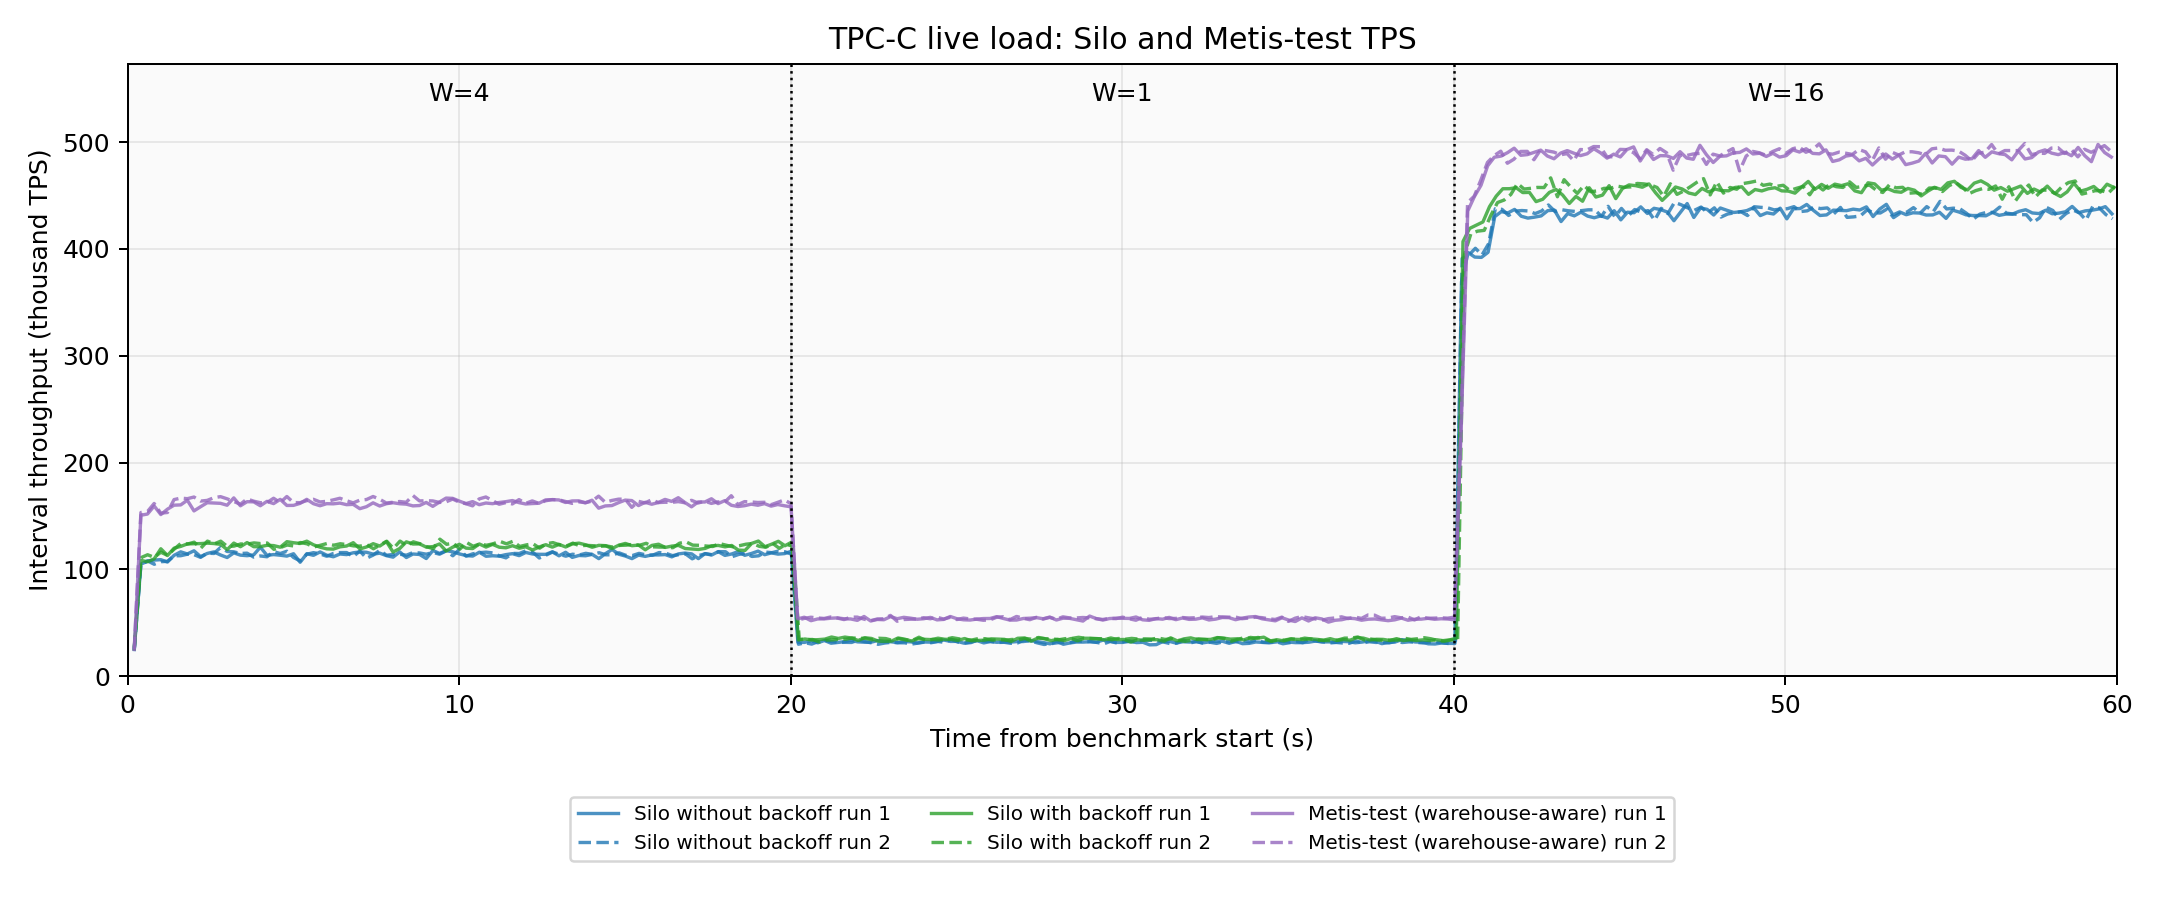 TPC-C live load: Silo and Metis-test TPS
W=4
W=1
W=16
Interval throughput (thousand TPS)
500
400
300
200
100
0
0
10
20
30
40
50
60
Time from benchmark start (s)
Silo without backoff run 1
Silo without backoff run 2
Silo with backoff run 1
Silo with backoff run 2
Metis-test (warehouse-aware) run 1
Metis-test (warehouse-aware) run 2